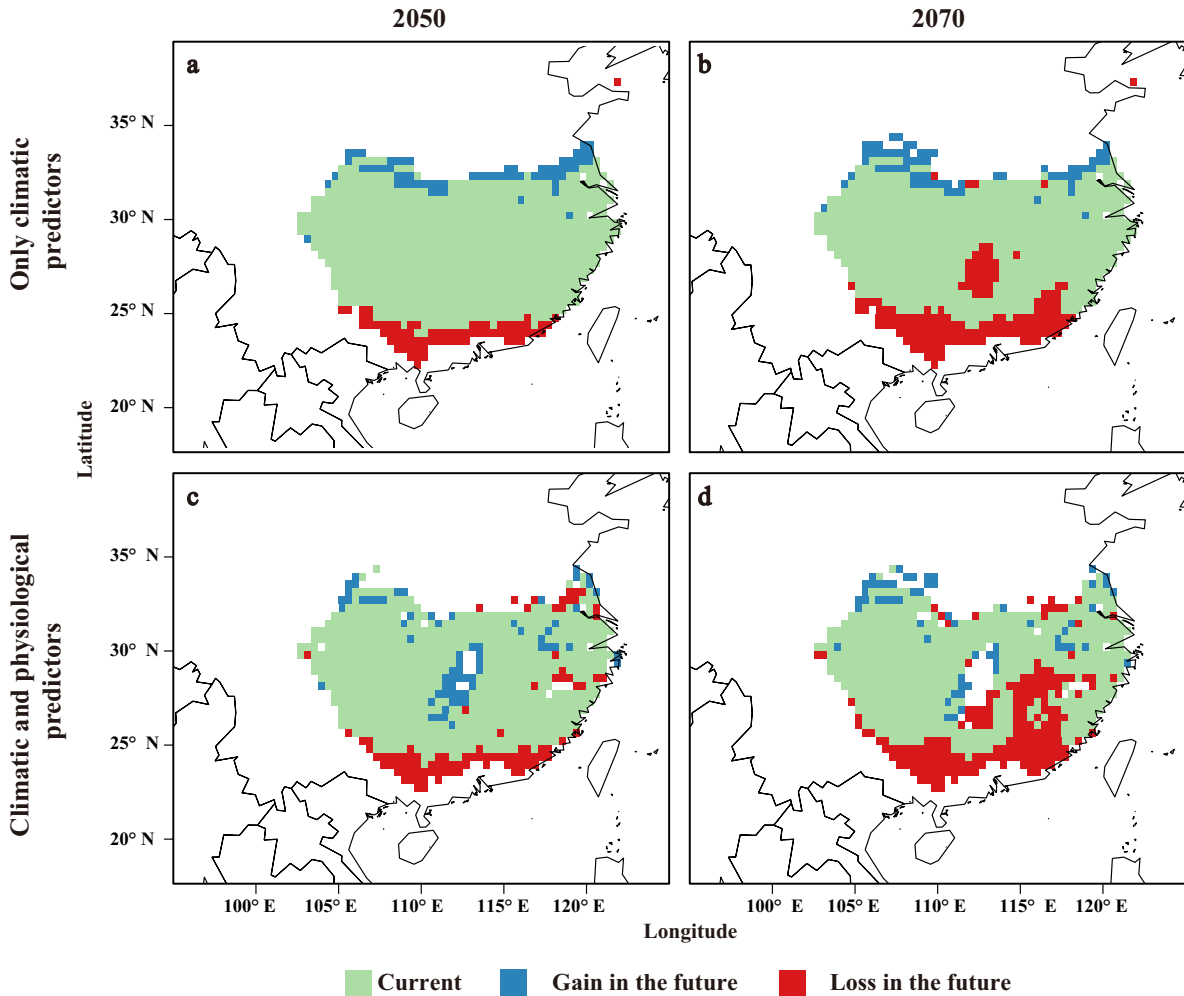 2050
2070
Only climatic
predictors
Climatic and physiological
predictors
Latitude
a
b
35° N
30° N
25° N
20° N
c
d
35° N
30° N
25° N
20° N
100° E 105° E 110° E 115° E 120° E
100° E 105° E 110° E 115° E 120° E
Longitude
Current Gain in the future Loss in the future